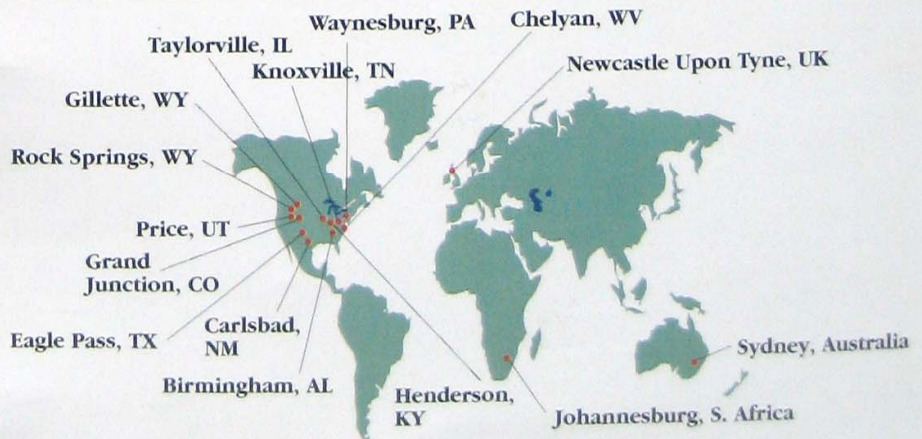 Waynesburg, PA
Chelyan, WV
Taylorville, IL
Knoxville, TN
Newcastle Upon Tyne, UK
Gillette, WY
Rock Springs, WY
Price, UT
Grand
Junction, CO
Eagle Pass, TX
Carlsbad,
NM
Birmingham, AL
Henderson,
KY
Sydney, Australia
Johannesburg, S. Africa